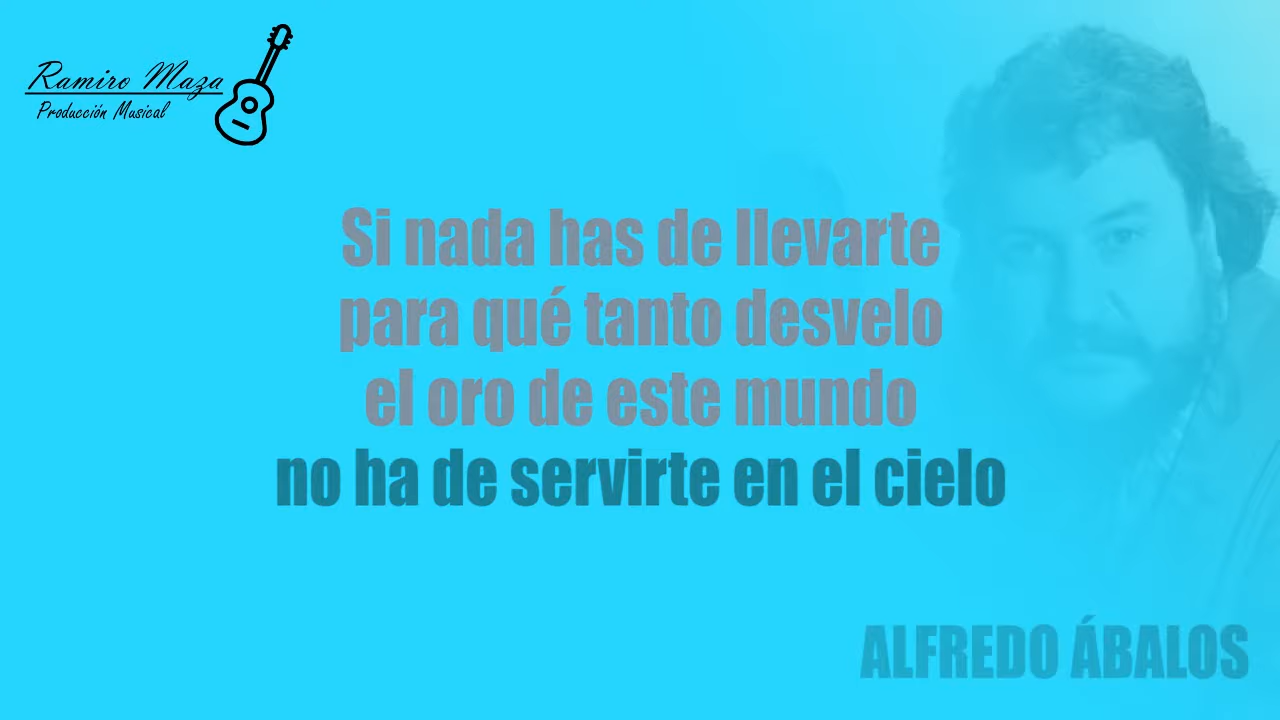 Ramiro Maza
Producción Musical
Si nada has de llevarte
para qué tanto desvelo
el oro de este mundo
no ha de servirte en el cielo
ALFREDO ÁBALOS